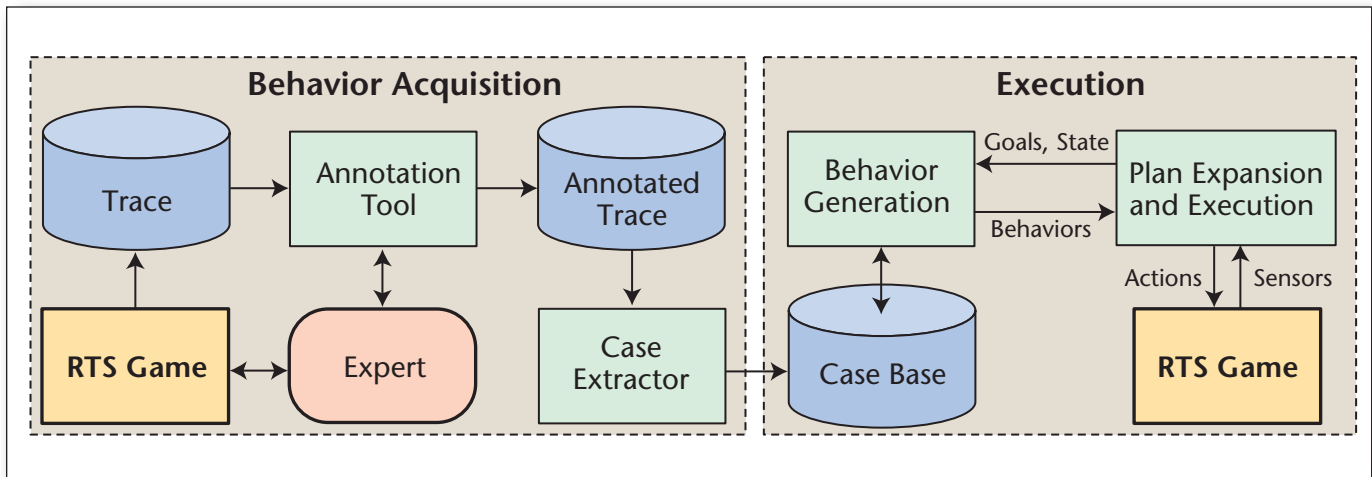 Behavior Acquisition
Trace
Annotation
Tool
Annotated
Trace
RTS Game
Expert
Case
Extractor
Execution
Behavior
Generation
Goals, State
Behaviors
Plan Expansion
and Execution
Actions
Sensors
Case Base
RTS Game